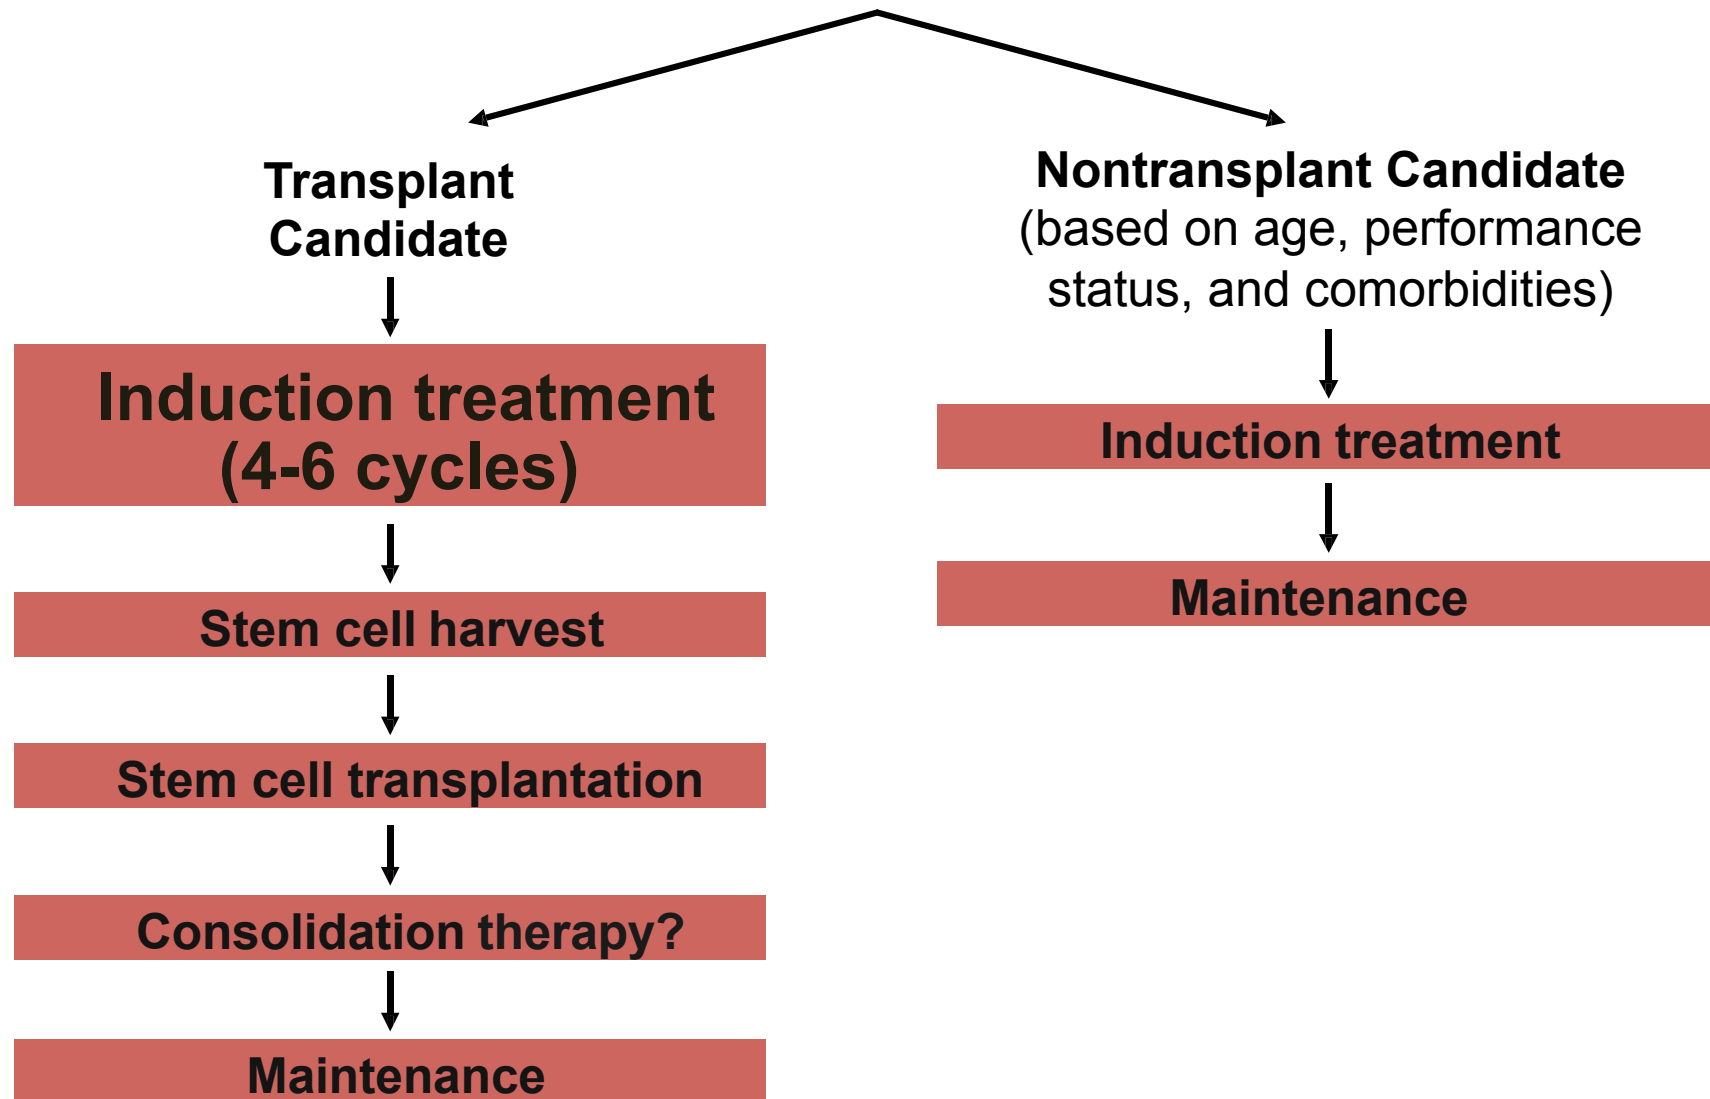 Transplant
Candidate
Induction treatment
(4-6 cycles)
Stem cell harvest
Stem cell transplantation
Consolidation therapy?
Maintenance
Nontransplant Candidate
(based on age, performance
status, and comorbidities)
Induction treatment
Maintenance